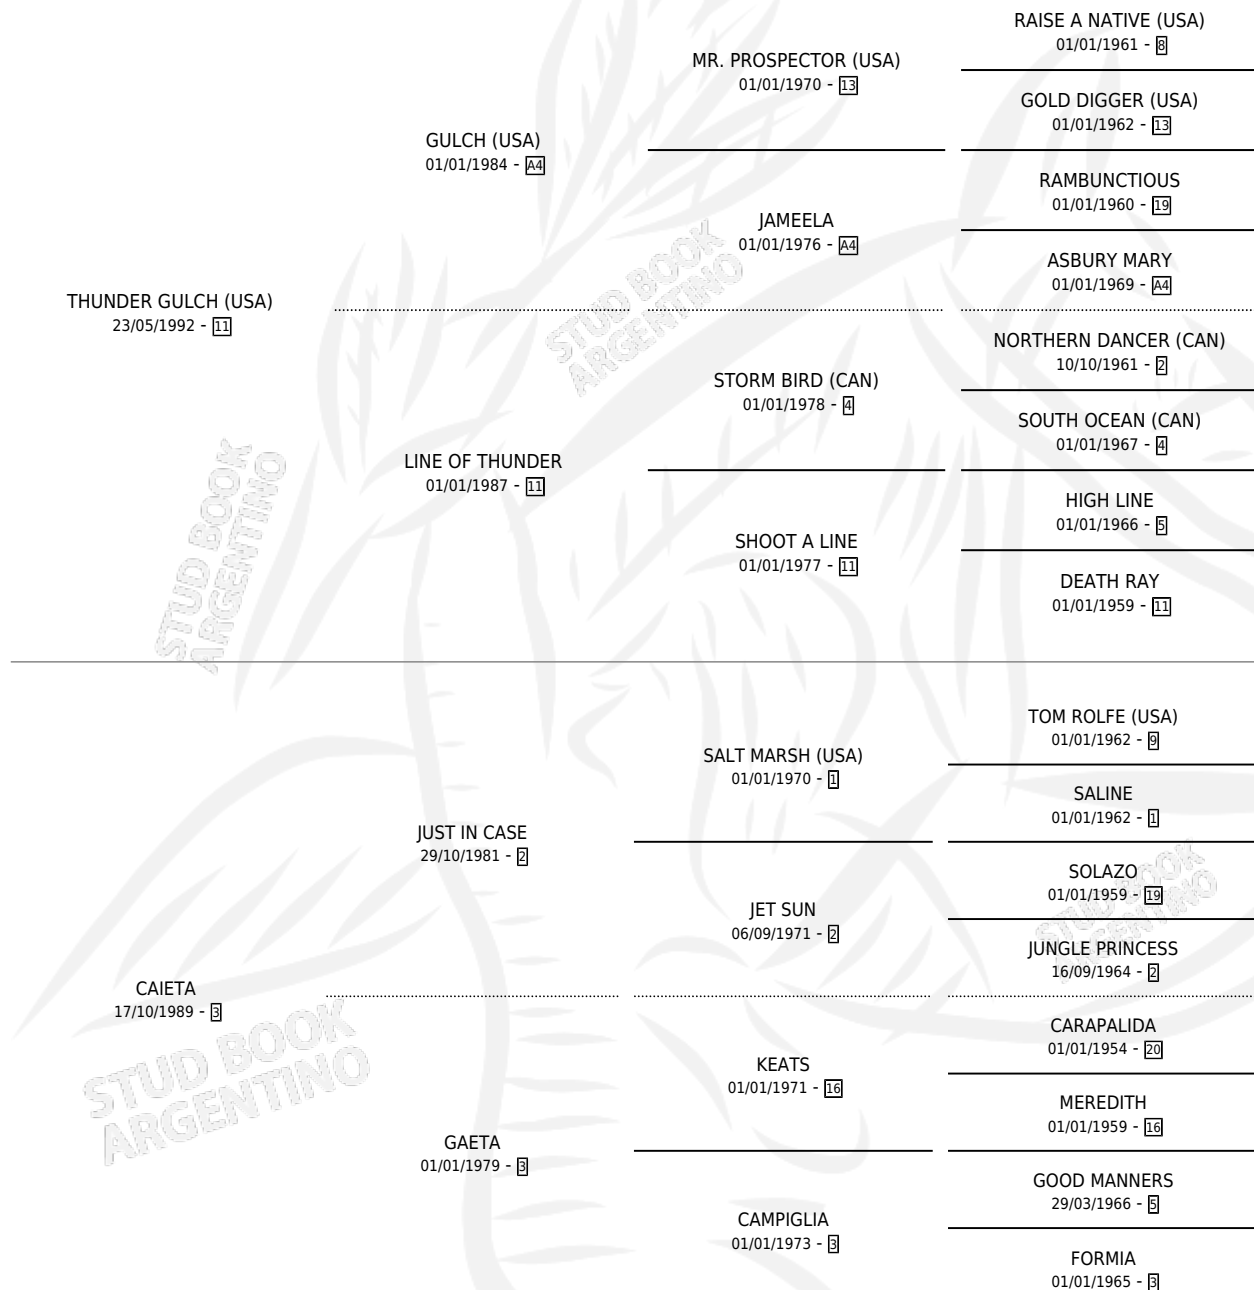 RAISE A NATIVE (USA)
01/01/1961 - 8
MR. PROSPECTOR (USA)
01/01/1970 - 13
GOLD DIGGER (USA)
01/01/1962 - 13
GULCH (USA)
01/01/1984 - A4
RAMBUNCTIOUS
01/01/1960 - 19
JAMEELA
01/01/1976 - A4
ASBURY MARY
01/01/1969 - A4
THUNDER GULCH (USA)
23/05/1992 - 11
NORTHERN DANCER (CAN)
10/10/1961 - 2
STORM BIRD (CAN)
01/01/1978 - 4
SOUTH OCEAN (CAN)
01/01/1967 - 4
LINE OF THUNDER
01/01/1987 - 11
HIGH LINE
01/01/1966 - 5
SHOOT A LINE
01/01/1977 - 11
DEATH RAY
01/01/1959 - 11
TOM ROLFE (USA)
01/01/1962 - 9
SALT MARSH (USA)
01/01/1970 - 1
SALINE
01/01/1962 - 1
JUST IN CASE
29/10/1981 - 2
SOLAZO
01/01/1959 - 19
JET SUN
06/09/1971 - 2
JUNGLE PRINCESS
16/09/1964 - 2
CAIETA
17/10/1989 - 3
CARAPALIDA
01/01/1954 - 20
KEATS
01/01/1971 - 16
MEREDITH
01/01/1959 - 16
GAETA
01/01/1979 - 3
GOOD MANNERS
29/03/1966 - 5
CAMPIGLIA
01/01/1973 - 3
FORMIA
01/01/1965 - 3
STUD BOOK
ARGENTINO
STUD BOOK
ARGENTINO
STUD BOOK
ARGENTINO
STUD BOOK
ARGENTINO